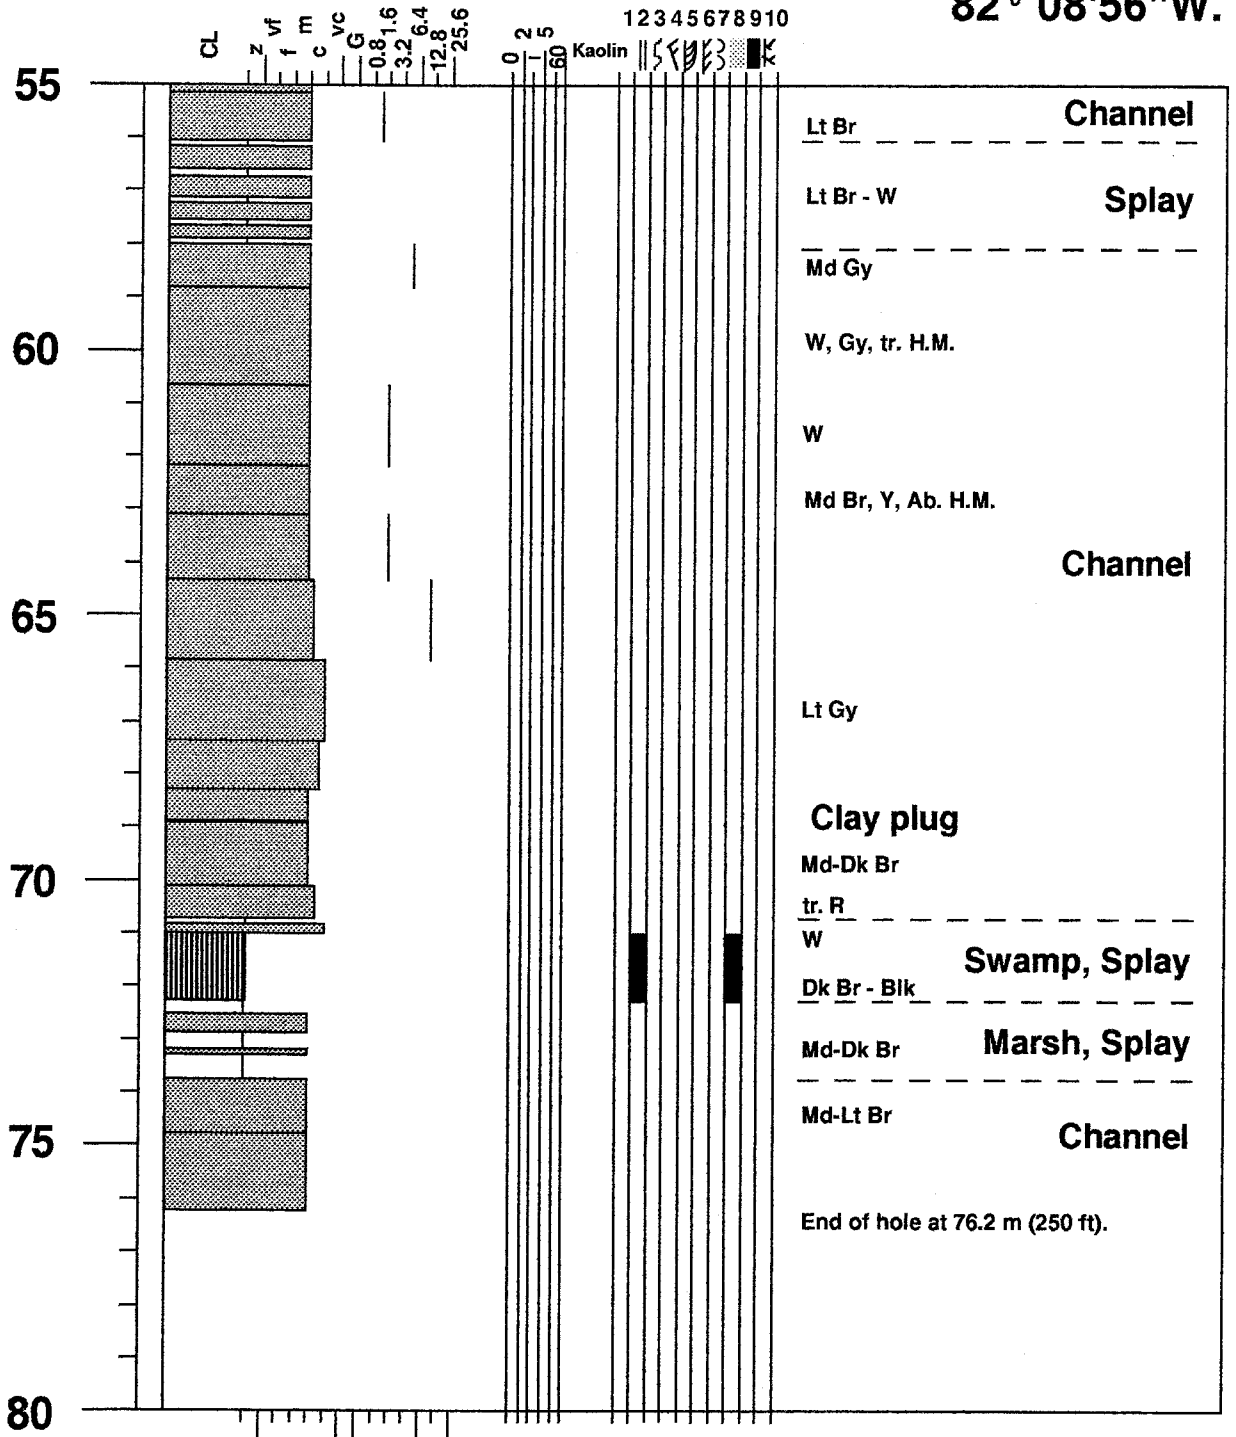 82° 08'56"W.
CL z vf f m c vc G 0.8 1.6 3.2 6.4 12.8 25.6 0 2 1 5 60 Kaolin 1 2 3 4 5 6 7 8 9 10
55
Lt Br Channel
Lt Br - W Splay
Md Gy
60 W, Gy, tr. H.M.
W
Md Br, Y, Ab. H.M.
Channel
65
Lt Gy
Clay plug
Md-Dk Br
70
tr. R
W
Swamp, Splay
Dk Br - Blk
Md-Dk Br Marsh, Splay
Md-Lt Br
75 Channel
End of hole at 76.2 m (250 ft).
80